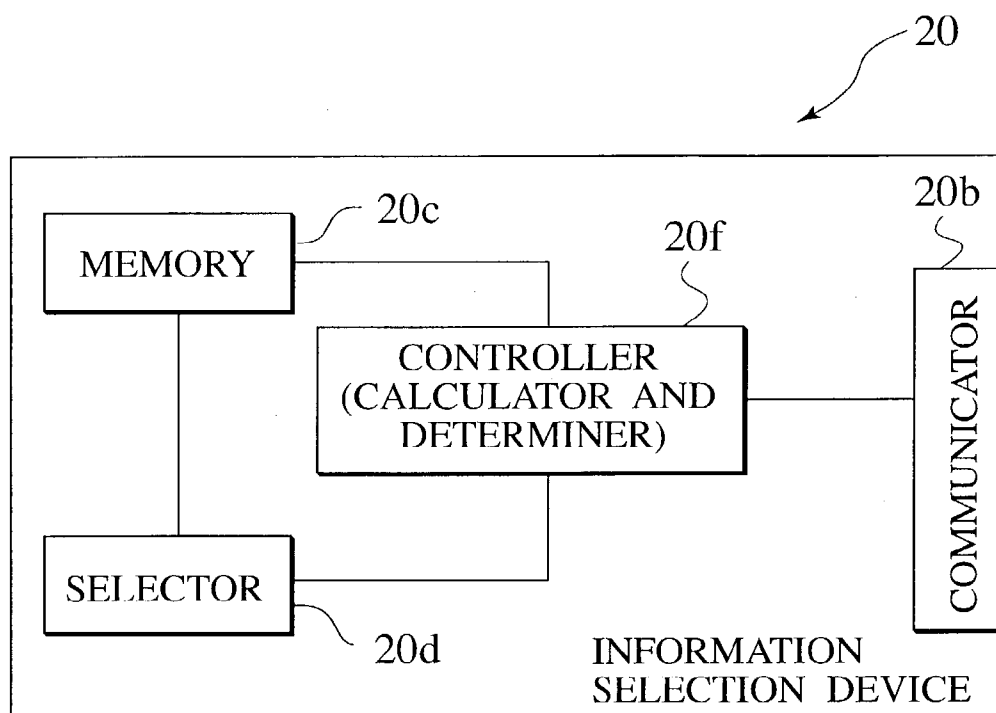 20
20c
20f
20b
MEMORY
CONTROLLER
(CALCULATOR AND
DETERMINER)
COMMUNICATOR
SELECTOR
20d
INFORMATION
SELECTION DEVICE